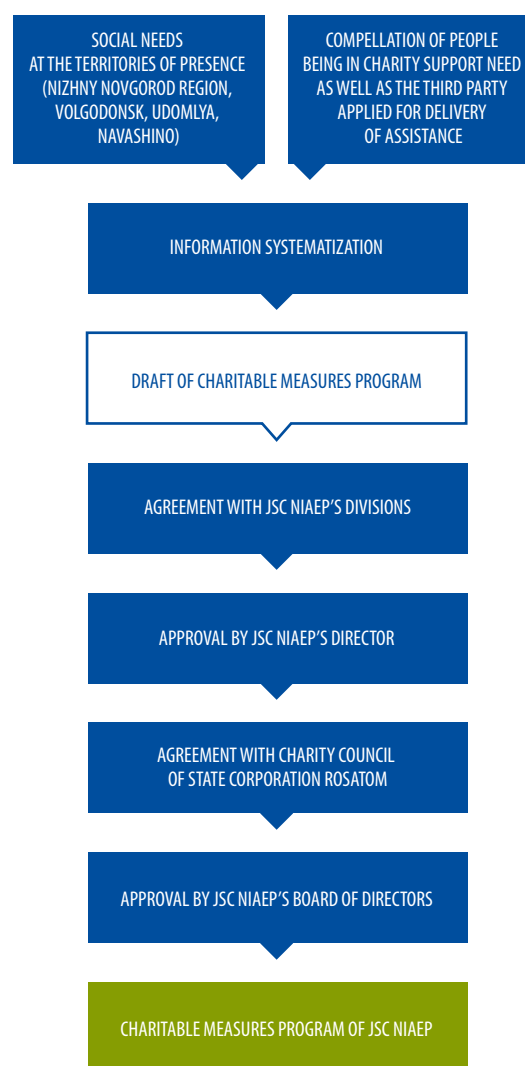 SOCIAL NEEDS
AT THE TERRITORIES OF PRESENCE
(NIZHNY NOVGOROD REGION,
VOLGODONSK, UDOMLYA,
NAVASHINO)
COMPELLATION OF PEOPLE
BEING IN CHARITY SUPPORT NEED
AS WELL AS THE THIRD PARTY
APPLIED FOR DELIVERY
OF ASSISTANCE
INFORMATION SYSTEMATIZATION
DRAFT OF CHARITABLE MEASURES PROGRAM
AGREEMENT WITH JSC NIAEP'S DIVISIONS
APPROVAL BY JSC NIAEP'S DIRECTOR
AGREEMENT WITH CHARITY COUNCIL
OF STATE CORPORATION ROSATOM
APPROVAL BY JSC NIAEP'S BOARD OF DIRECTORS
CHARITABLE MEASURES PROGRAM OF JSC NIAEP